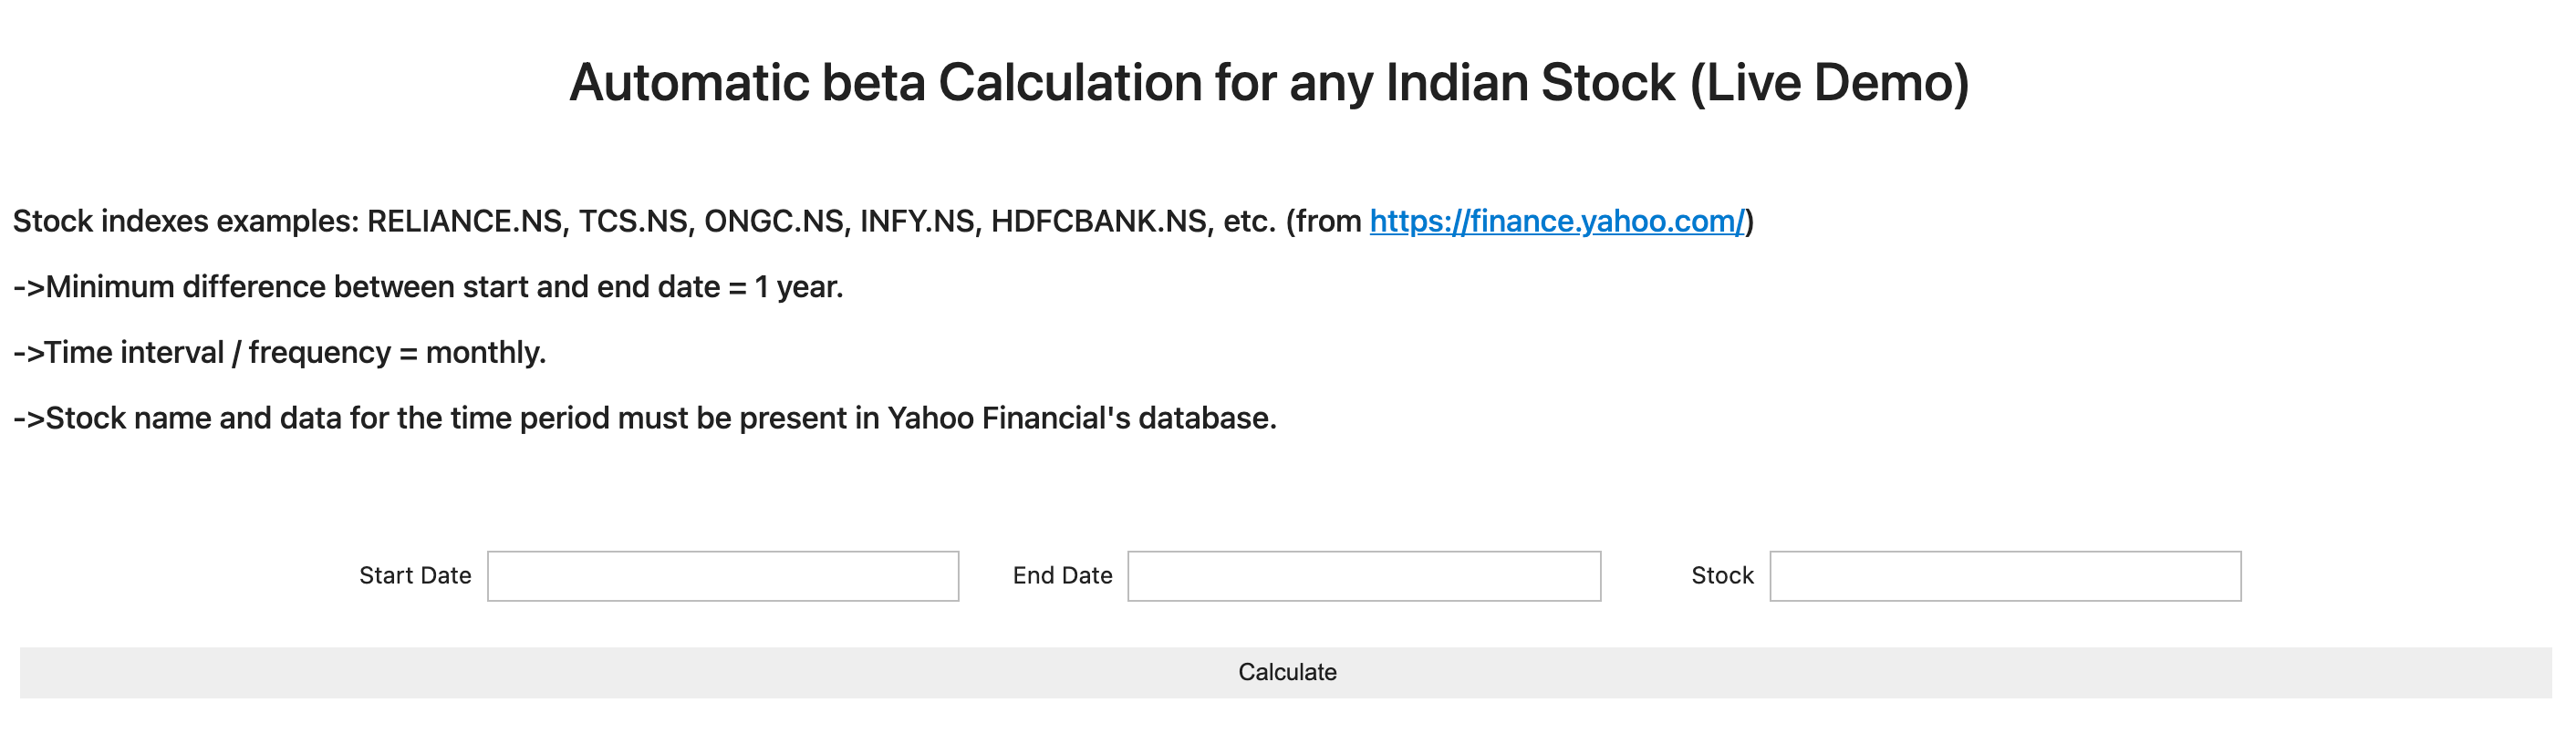 Automatic beta Calculation for any Indian Stock (Live Demo)
Stock indexes examples: RELIANCE.NS, TCS.NS, ONGC.NS, INFY.NS, HDFCBANK.NS, etc. (from https://finance.yahoo.com/)
->Minimum difference between start and end date = 1 year.
->Time interval / frequency = monthly.
->Stock name and data for the time period must be present in Yahoo Financial's database.
Start Date End Date Stock
Calculate